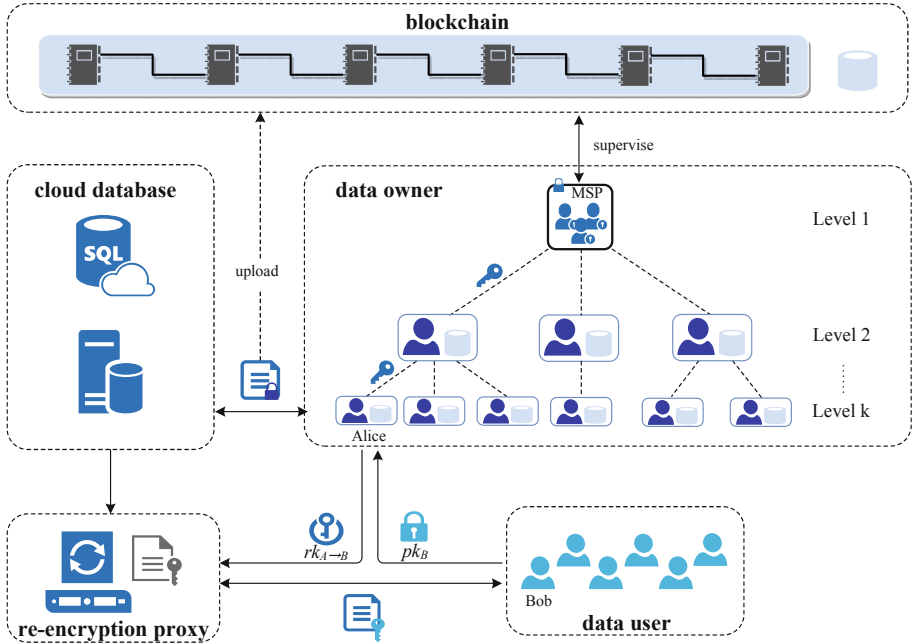 blockchain
supervise
cloud database
data owner
MSP
Level 1
SQL
upload
Level 2
Level k
Alice
rk_{A→B}
pk_B
Bob
re-encryption proxy
data user